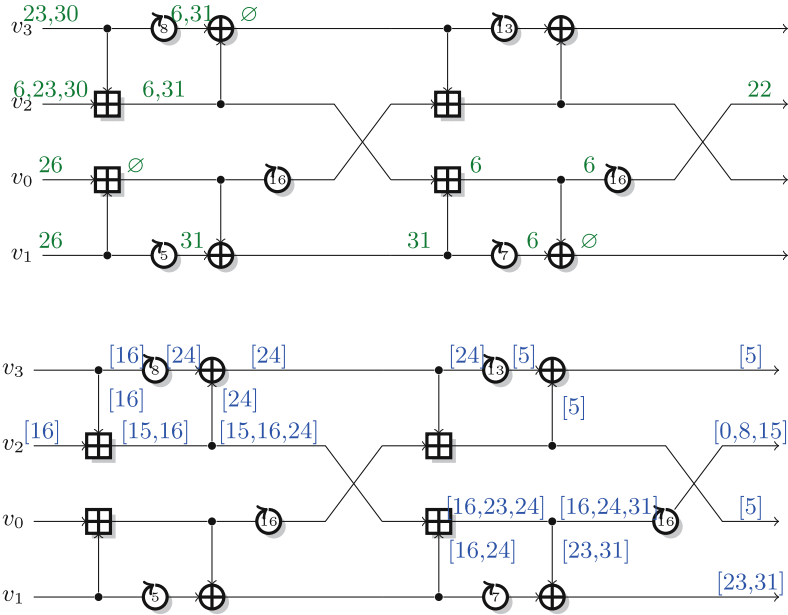 23,30 6,31 ∅
v3 8 13
6,23,30 6,31 22
v2
26 ∅ 6 6
v0 16 16
26 31 31 6 ∅
v1 5 7
[16] [24] [24] [24] [5] [5]
v3 8 13
[16] [24] [5]
[16] [15,16] [15,16,24] [0,8,15]
v2
[16,23,24] [16,24,31] [5]
v0 16 16
[16,24] [23,31]
[23,31]
v1 5 7